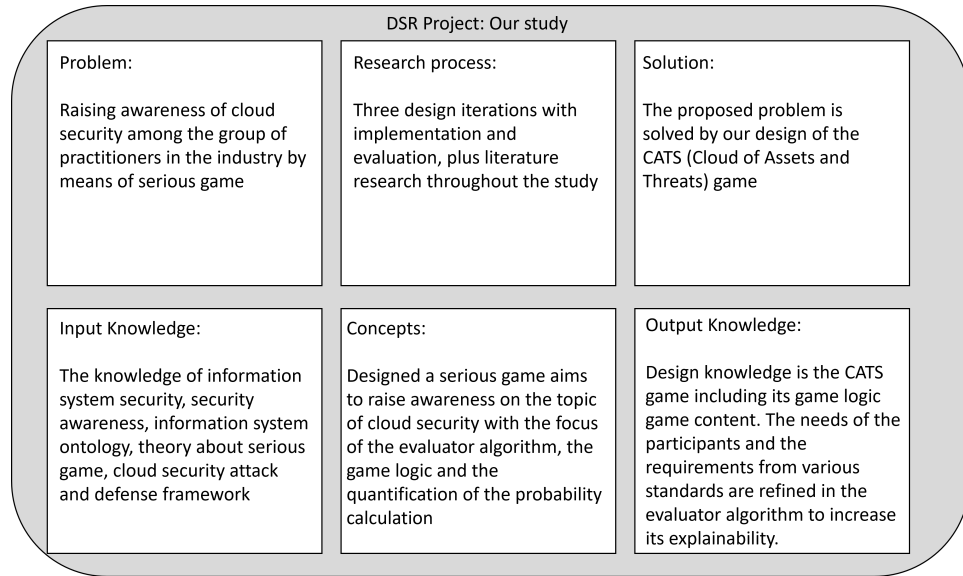 DSR Project: Our study
Problem:
Raising awareness of cloud
security among the group of
practitioners in the industry by
means of serious game
Research process:
Three design iterations with
implementation and
evaluation, plus literature
research throughout the study
Solution:
The proposed problem is
solved by our design of the
CATS (Cloud of Assets and
Threats) game
Input Knowledge:
The knowledge of information
system security, security
awareness, information system
ontology, theory about serious
game, cloud security attack
and defense framework
Concepts:
Designed a serious game aims
to raise awareness on the topic
of cloud security with the focus
of the evaluator algorithm, the
game logic and the
quantification of the probability
calculation
Output Knowledge:
Design knowledge is the CATS
game including its game logic
game content. The needs of the
participants and the
requirements from various
standards are refined in the
evaluator algorithm to increase
its explainability.